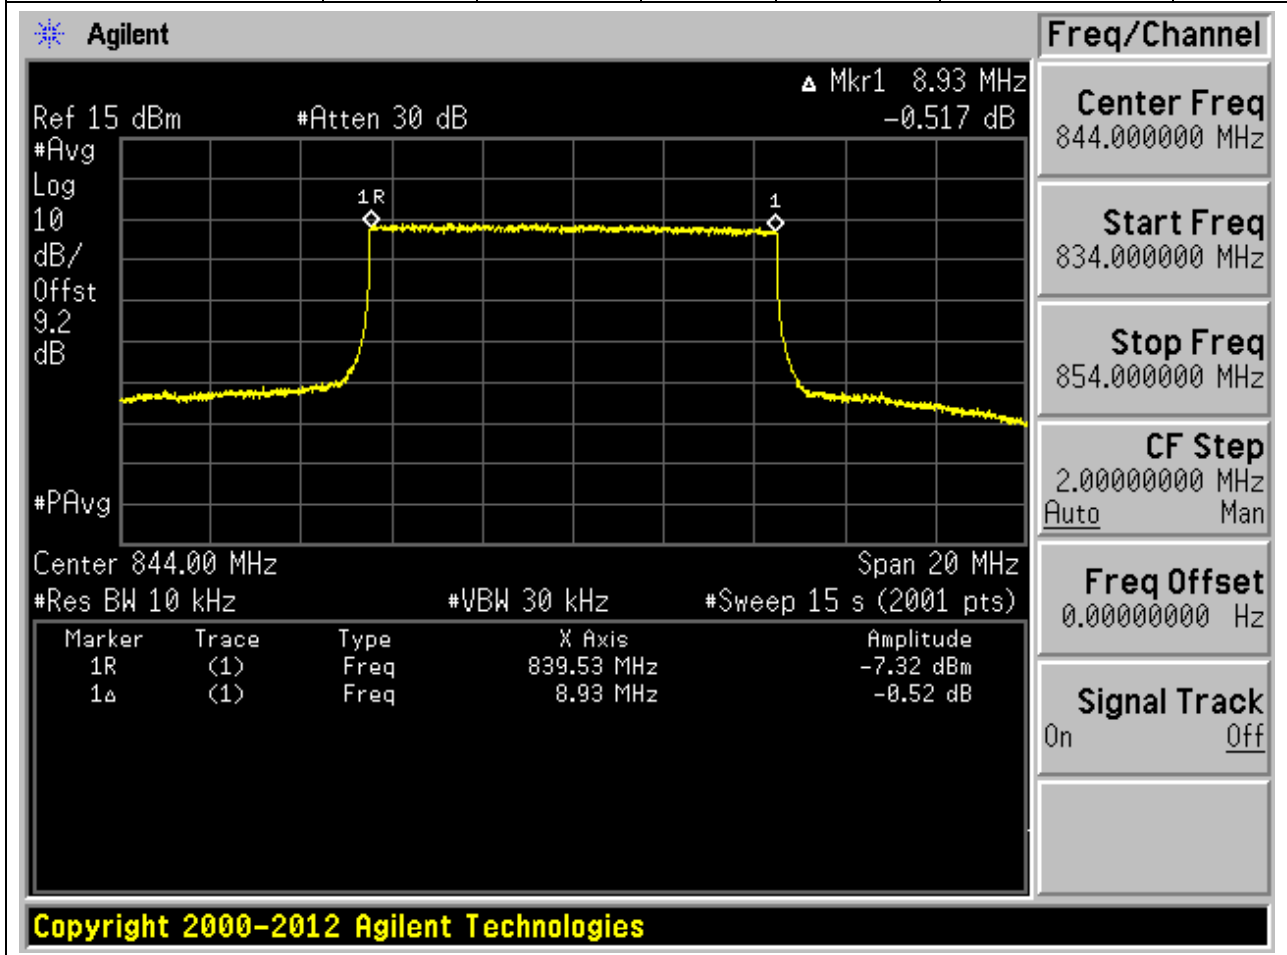 Agilent
Freq/Channel
Δ Mkr1 8.93 MHz
Ref 15 dBm #Atten 30 dB -0.517 dB
#Avg
Log
10
dB/
Offst
9.2
dB
1R
1
#PAvg
Center 844.00 MHz Span 20 MHz
#Res BW 10 kHz #VBW 30 kHz #Sweep 15 s (2001 pts)
Marker Trace Type X Axis Amplitude
1R (1) Freq 839.53 MHz -7.32 dBm
1Δ (1) Freq 8.93 MHz -0.52 dB
Center Freq
844.000000 MHz
Start Freq
834.000000 MHz
Stop Freq
854.000000 MHz
CF Step
2.00000000 MHz
Auto Man
Freq Offset
0.00000000 Hz
Signal Track
On Off
Copyright 2000-2012 Agilent Technologies